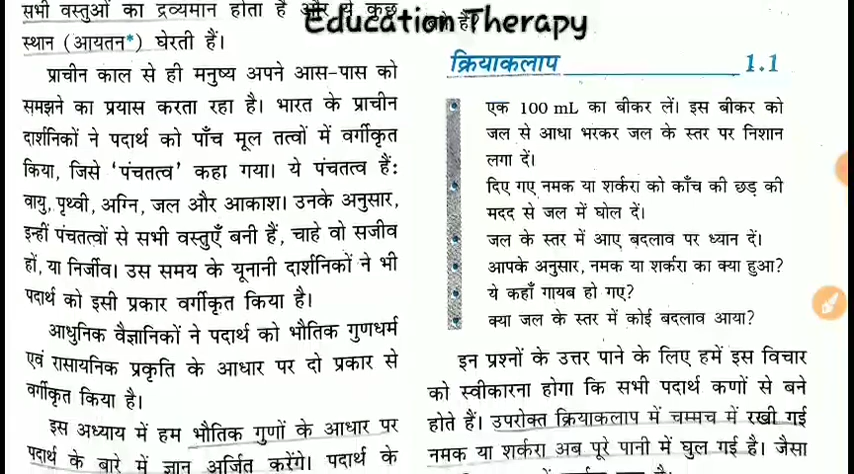 सभी वस्तुओं का द्रव्यमान होता है और ये कुछ
स्थान (आयतन*) घेरती हैं।
प्राचीन काल से ही मनुष्य अपने आस-पास को
समझने का प्रयास करता रहा है। भारत के प्राचीन
दार्शनिकों ने पदार्थ को पाँच मूल तत्वों में वर्गीकृत
किया, जिसे ‘पंचतत्व’ कहा गया। ये पंचतत्व हैं:
वायु, पृथ्वी, अग्नि, जल और आकाश। उनके अनुसार,
इन्हीं पंचतत्वों से सभी वस्तुएँ बनी हैं, चाहे वो सजीव
हों, या निर्जीव। उस समय के यूनानी दार्शनिकों ने भी
पदार्थ को इसी प्रकार वर्गीकृत किया है।
आधुनिक वैज्ञानिकों ने पदार्थ को भौतिक गुणधर्म
एवं रासायनिक प्रकृति के आधार पर दो प्रकार से
वर्गीकृत किया है।
इस अध्याय में हम भौतिक गुणों के आधार पर
पदार्थ के बारे में ज्ञान अर्जित करेंगे। पदार्थ के
Education Therapy
क्रियाकलाप 1.1
एक 100 mL का बीकर लें। इस बीकर को
जल से आधा भरकर जल के स्तर पर निशान
लगा दें।
दिए गए नमक या शर्करा को काँच की छड़ की
मदद से जल में घोल दें।
जल के स्तर में आए बदलाव पर ध्यान दें।
आपके अनुसार, नमक या शर्करा का क्या हुआ?
ये कहाँ गायब हो गए?
क्या जल के स्तर में कोई बदलाव आया?
इन प्रश्नों के उत्तर पाने के लिए हमें इस विचार
को स्वीकारना होगा कि सभी पदार्थ कणों से बने
होते हैं। उपरोक्त क्रियाकलाप में चम्मच में रखी गई
नमक या शर्करा अब पूरे पानी में घुल गई है। जैसा